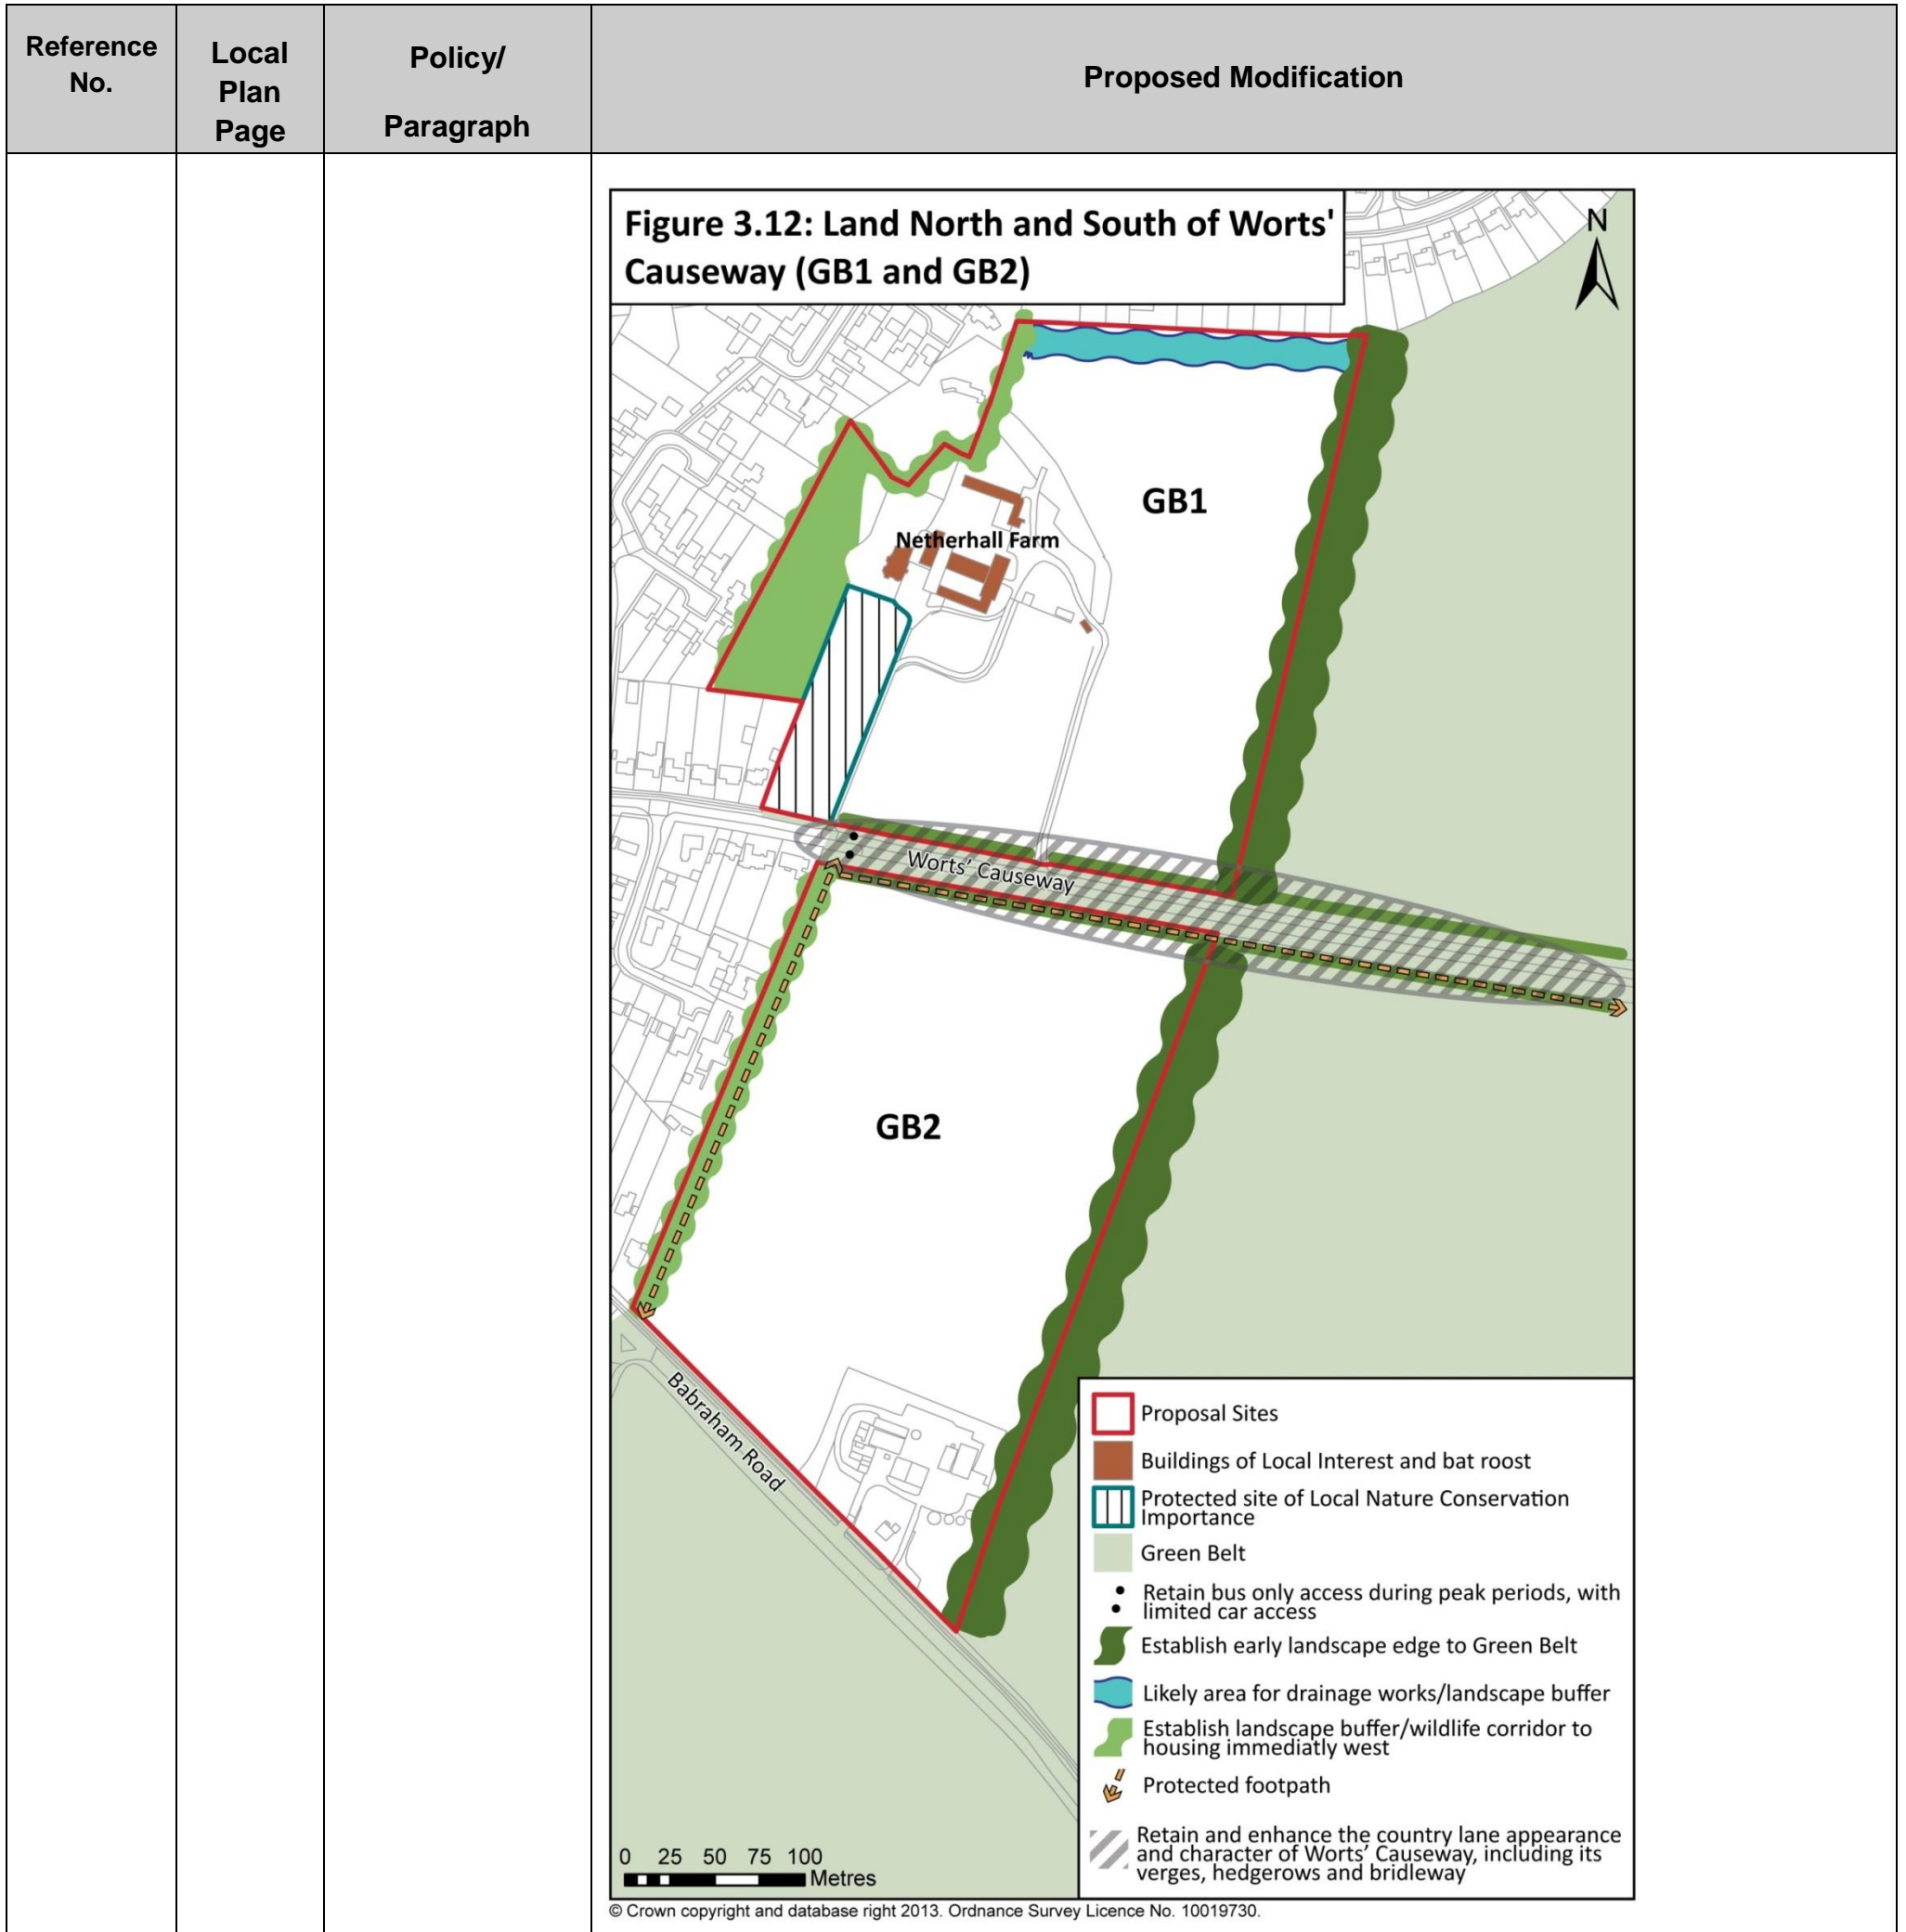 Reference
No.
Local
Plan
Page
Policy/
Paragraph
Proposed Modification
Figure 3.12: Land North and South of Worts'
Causeway (GB1 and GB2)
N
GB1
Netherhall Farm
Worts' Causeway
GB2
Babraham Road
Proposal Sites
Buildings of Local Interest and bat roost
Protected site of Local Nature Conservation
Importance
Green Belt
Retain bus only access during peak periods, with
limited car access
Establish early landscape edge to Green Belt
Likely area for drainage works/landscape buffer
Establish landscape buffer/wildlife corridor to
housing immediatly west
Protected footpath
Retain and enhance the country lane appearance
and character of Worts' Causeway, including its
verges, hedgerows and bridleway
0 25 50 75 100
Metres
© Crown copyright and database right 2013. Ordnance Survey Licence No. 10019730.